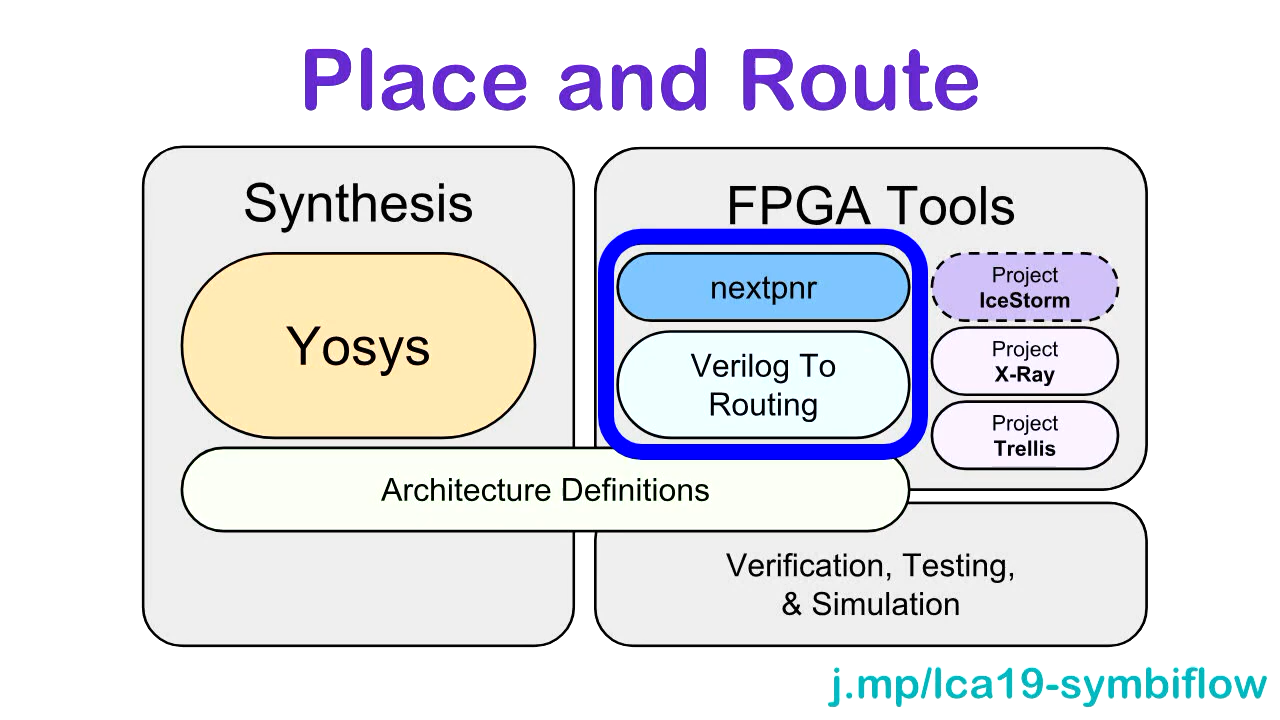 Place and Route
Synthesis
Yosys
FPGA Tools
nextpnr
Verilog To
Routing
Project
IceStorm
Project
X-Ray
Project
Trellis
Architecture Definitions
Verification, Testing,
& Simulation
j.mp/lca19-symbiflow